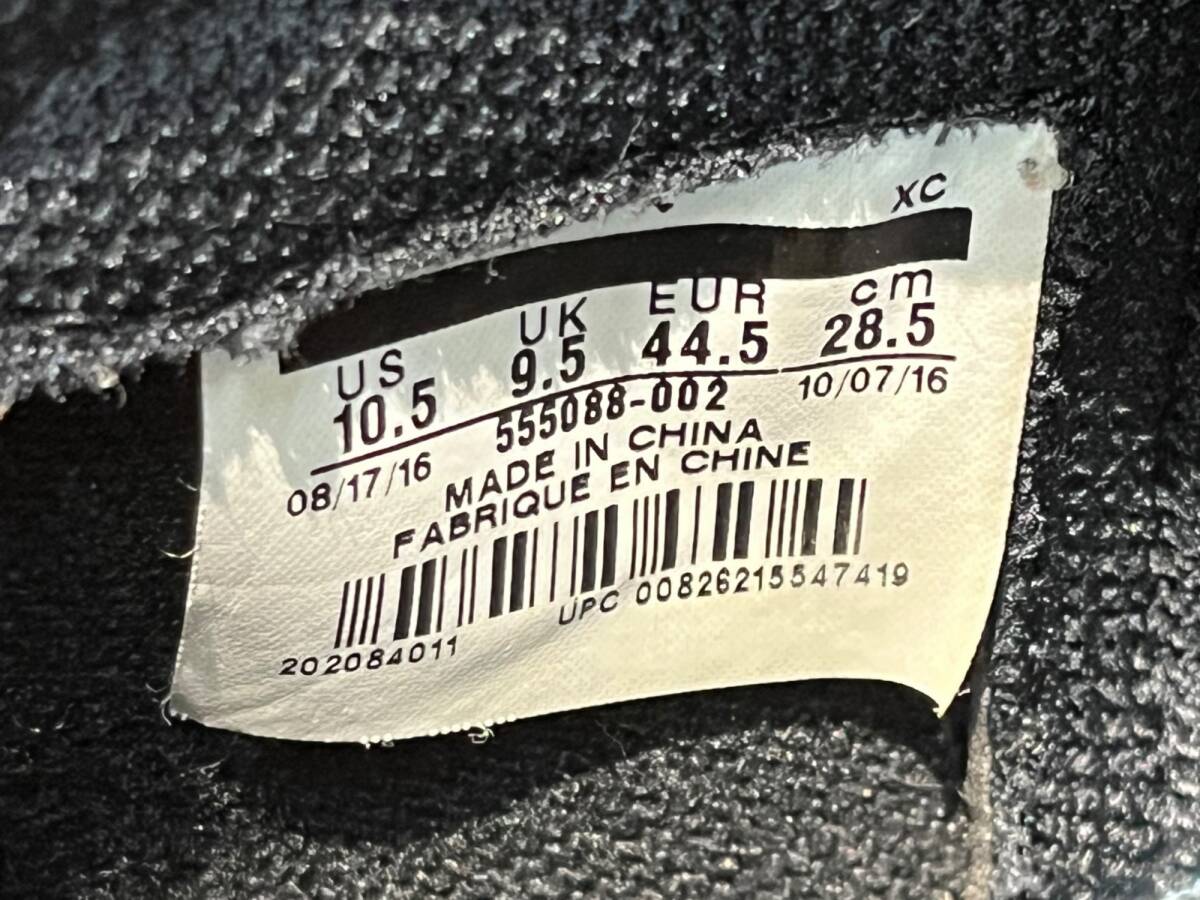 XC
US UK EUR cm
10.5 9.5 44.5 28.5
555088-002
08/17/16 10/07/16
MADE IN CHINA
FABRIQUE EN CHINE
202084011 UPC 00826215547419